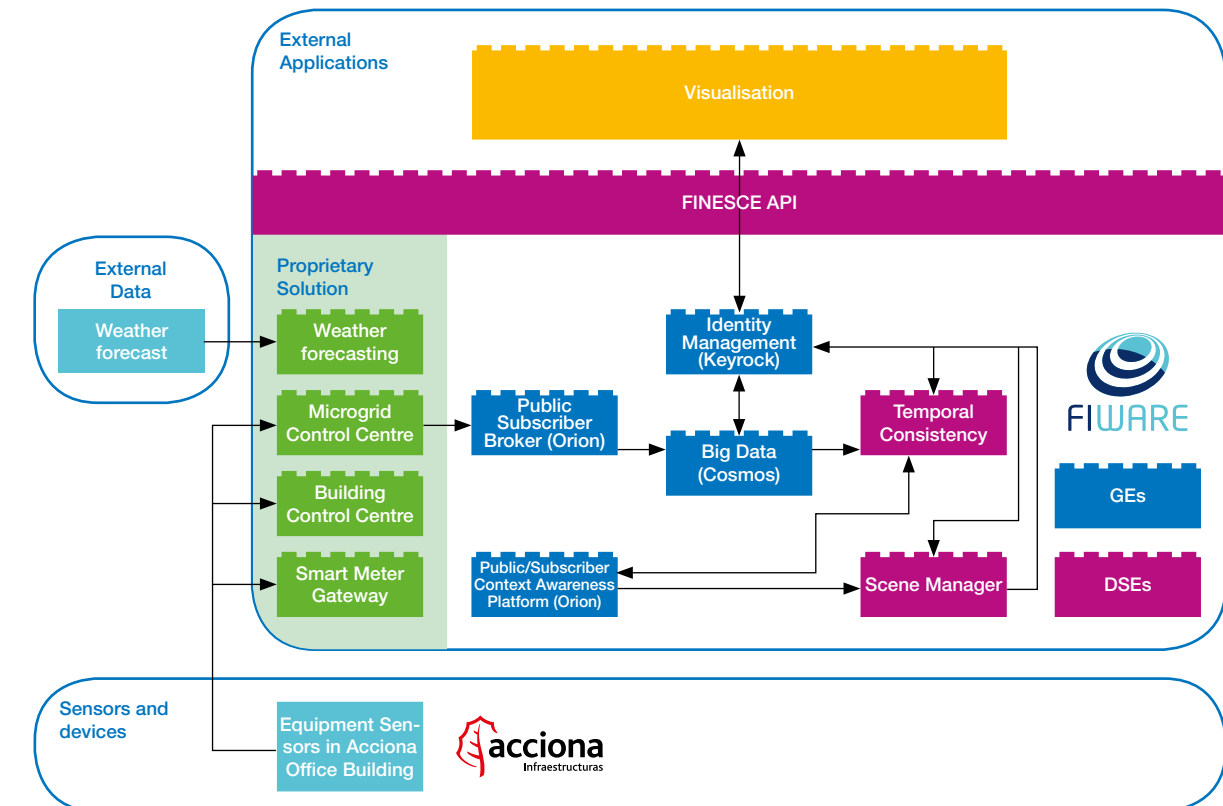 External
Applications
Visualisation
FINESCE API
External
Data
Weather
forecast
Proprietary
Solution
Weather
forecasting
Microgrid
Control Centre
Building
Control Centre
Smart Meter
Gateway
Public
Subscriber
Broker (Orion)
Identity
Management
(Keyrock)
Big Data
(Cosmos)
Temporal
Consistency
Public/Subscriber
Context Awareness
Platform (Orion)
Scene Manager
FIWARE
GEs
DSEs
Sensors and
devices
Equipment Sen-
sors in Acciona
Office Building
acciona
Infraestructuras